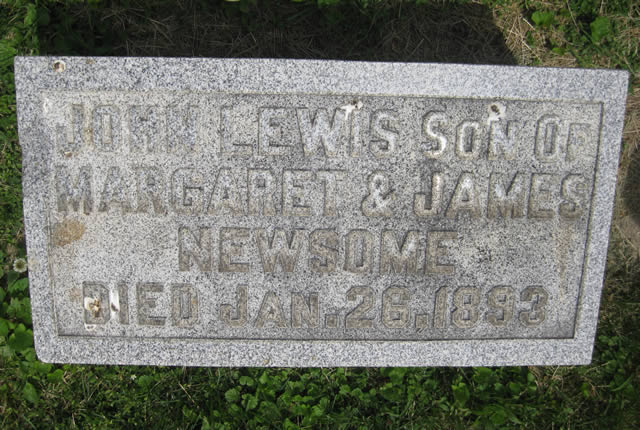 JOHN LEWIS SON OF
MARGARET & JAMES
NEWSOME
DIED JAN. 26, 1893